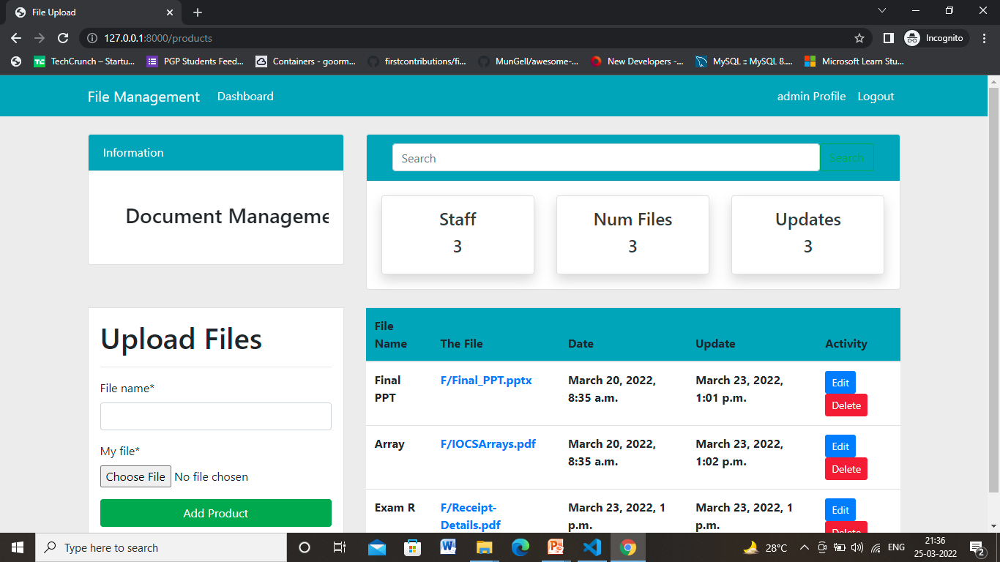 File Upload
127.0.0.1:8000/products
Incognito
TechCrunch – Startu...
PGP Students Feed...
Containers - goorm...
firstcontributions/fi...
MunGell/awesome-...
New Developers -...
MySQL :: MySQL 8....
Microsoft Learn Stu...
File Management
Dashboard
admin Profile
Logout
Information
Document Manageme
Search
Search
Staff
3
Num Files
3
Updates
3
Upload Files
File name*
My file*
Choose File No file chosen
Add Product
File
Name
The File
Date
Update
Activity
Final
PPT
F/Final_PPT.pptx
March 20, 2022,
8:35 a.m.
March 23, 2022,
1:01 p.m.
Edit
Delete
Array
F/IOCSArrays.pdf
March 20, 2022,
8:35 a.m.
March 23, 2022,
1:02 p.m.
Edit
Delete
Exam R
F/Receipt-
Details.pdf
March 23, 2022, 1
p.m.
March 23, 2022, 1
p.m.
Edit
Delete
Type here to search
28°C
ENG
21:36
25-03-2022
2